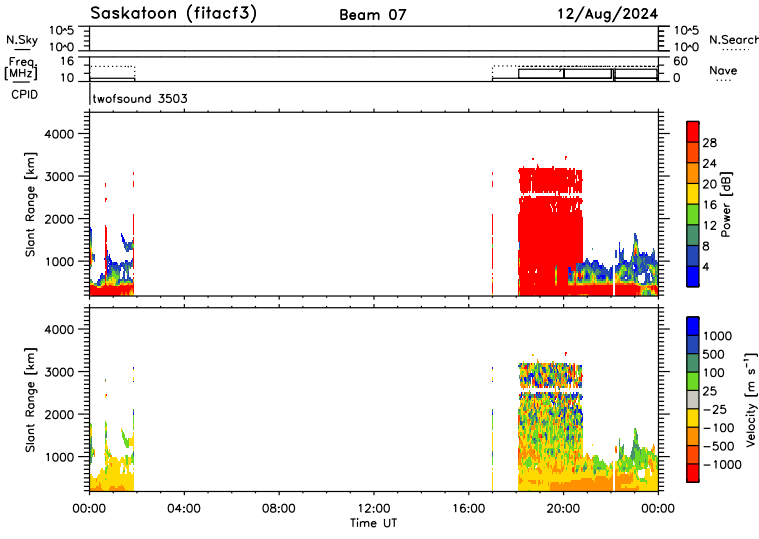 Saskatoon (fitacf3) Beam 07 12/Aug/2024
N.Sky 10^5 10^5 N.Search
10^0 10^0
Freq. [MHz] 16 60 Nave
10 0
CPID twofsound 3503
Slant Range [km]
4000
3000
2000
1000
28
24
20
16
12
8
4
Power [dB]
Slant Range [km]
4000
3000
2000
1000
1000
500
100
25
-25
-100
-500
-1000
Velocity [m s⁻¹]
00:00 04:00 08:00 12:00 16:00 20:00 00:00
Time UT